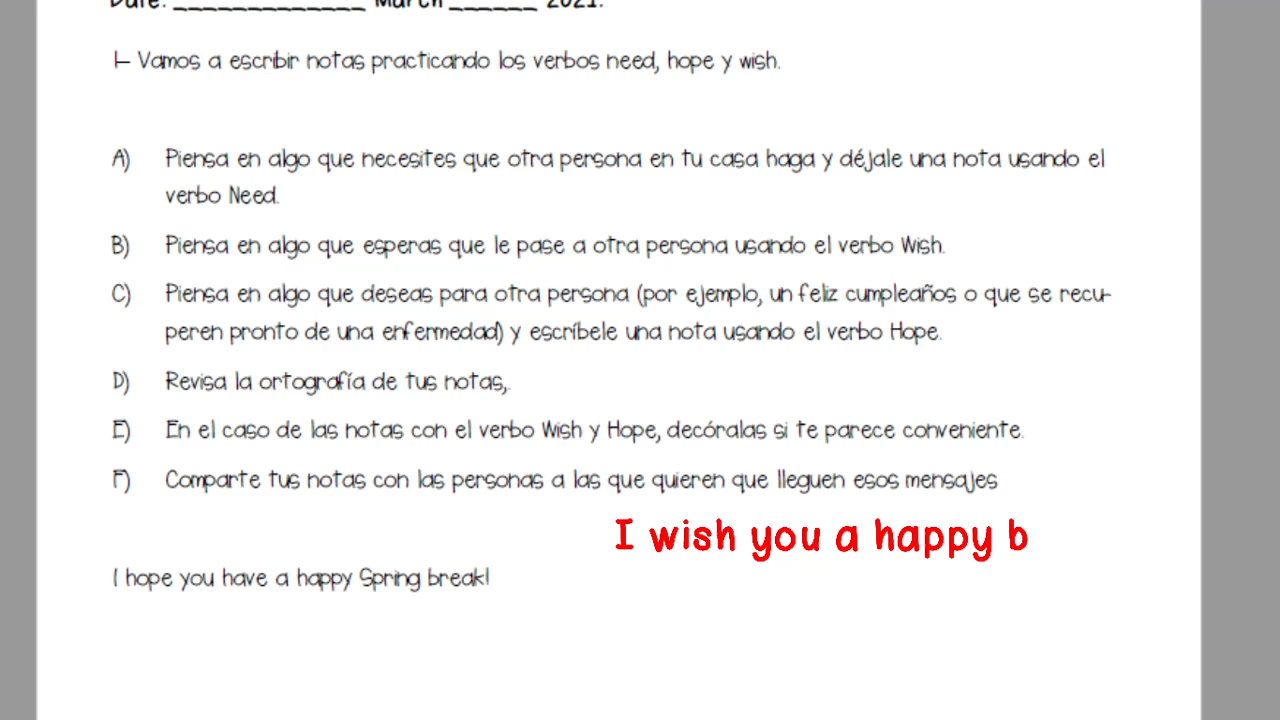 Date: _____________ March ______ 2021.
1- Vamos a escribir notas practicando los verbos need, hope y wish.
A) Piensa en algo que necesites que otra persona en tu casa haga y déjale una nota usando el
verbo Need.
B) Piensa en algo que esperas que le pase a otra persona usando el verbo Wish.
C) Piensa en algo que deseas para otra persona (por ejemplo, un feliz cumpleaños o que se recu-
peren pronto de una enfermedad) y escríbele una nota usando el verbo Hope.
D) Revisa la ortografía de tus notas,.
E) En el caso de las notas con el verbo Wish y Hope, decóralas si te parece conveniente.
F) Comparte tus notas con las personas a las que quieren que lleguen esos mensajes
I wish you a happy b
I hope you have a happy Spring break!